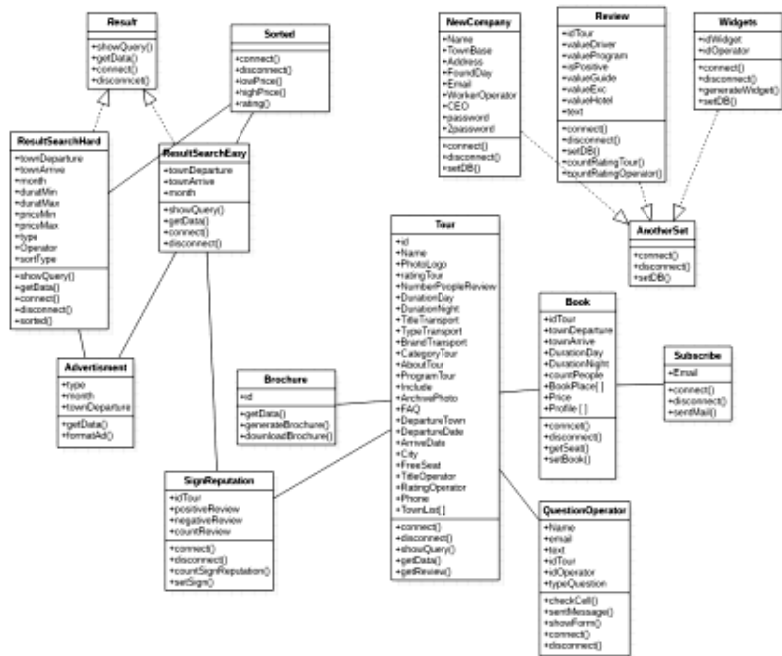 Result
+showQuery()
+getData()
+connect()
+disconncet()
Sorted
+connect()
+disconnect()
+lowPrice()
+highPrice()
+rating()
NewCompany
+Name
+TownBase
+Address
+FoundDay
+Email
+WorkerOperator
+CEO
+password
+2password
+connect()
+disconnect()
+setDB()
Review
+idTour
+valueDriver
+valueProgram
+isPositive
+valueGuide
+valueExc
+valueHotel
+text
+connect()
+disconnect()
+setDB()
+countRatingTour()
+countRatingOperator()
Widgets
+idWidget
+idOperator
+connect()
+disconnect()
+generateWidget()
+setDB()
ResultSearchHard
+townDeparture
+townArrive
+month
+duratMin
+duratMax
+priceMin
+priceMax
+type
+Operator
+sortType
+showQuery()
+getData()
+connect()
+disconnect()
+sorted()
ResultSearchEasy
+townDeparture
+townArrive
+month
+showQuery()
+getData()
+connect()
+disconnect()
AnotherSet
+connect()
+disconnect()
+setDB()
Tour
+id
+Name
+PhotoLogo
+ratingTour
+NumberPeopleReview
+DurationDay
+DurationNight
+TitleTransport
+TypeTransport
+BrandTransport
+CategoryTour
+AboutTour
+ProgramTour
+Include
+ArchivePhoto
+FAQ
+DepartureTown
+DepartureDate
+ArriveDate
+City
+FreeSeat
+TitleOperator
+RatingOperator
+Phone
+TownList[]
+connect()
+disconnect()
+showQuery()
+getData()
+getReview()
Book
+idTour
+townDeparture
+townArrive
+DurationDay
+DurationNight
+countPeople
+BookPlace[ ]
+Price
+Profile [ ]
+conncet()
+disconnect()
+getSeat()
+setBook()
Subscribe
+Email
+connect()
+disconnect()
+sentMail()
Advertisment
+type
+month
+townDeparture
+getData()
+formatAd()
Brochure
+id
+getData()
+generateBrochure()
+downloadBrochure()
SignReputation
+idTour
+positiveReview
+negativeReview
+countReview
+connect()
+disconnect()
+countSignReputation()
+setSign()
QuestionOperator
+Name
+email
+text
+idTour
+idOperator
+typeQuestion
+checkCell()
+sentMessage()
+showForm()
+connect()
+disconnect()